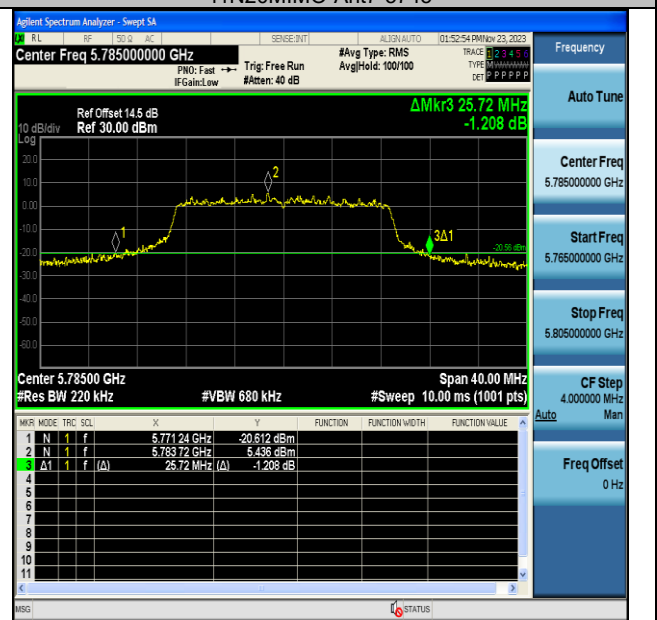 11N20MIMO-Ant7-5745
Agilent Spectrum Analyzer - Swept SA
RL RF 50 Ω AC SENSE:INT ALIGN AUTO 01:52:54 PM Nov 23, 2023
Center Freq 5.785000000 GHz
PNO: Fast
IFGain:Low
Trig: Free Run
#Atten: 40 dB
#Avg Type: RMS
Avg|Hold: 100/100
TRACE 1 2 3 4 5 6
TYPE M WWWWW
DET P P P P P P
ΔMkr3 25.72 MHz
-1.208 dB
Ref Offset 14.5 dB
10 dB/div Ref 30.00 dBm
Log
20.0
10.0
0.00
-10.0
-20.0
-30.0
-40.0
-50.0
-60.0
1
2
3Δ1
-20.56 dBm
Center 5.78500 GHz Span 40.00 MHz
#Res BW 220 kHz #VBW 680 kHz #Sweep 10.00 ms (1001 pts)
MKR MODE TRC SCL X Y FUNCTION FUNCTION WIDTH FUNCTION VALUE
1 N 1 f 5.771 24 GHz -20.612 dBm
2 N 1 f 5.783 72 GHz 5.436 dBm
3 Δ1 1 f (Δ) 25.72 MHz (Δ) -1.208 dB
4
5
6
7
8
9
10
11
MSG STATUS
Frequency
Auto Tune
Center Freq
5.785000000 GHz
Start Freq
5.765000000 GHz
Stop Freq
5.805000000 GHz
CF Step
4.000000 MHz
Auto Man
Freq Offset
0 Hz